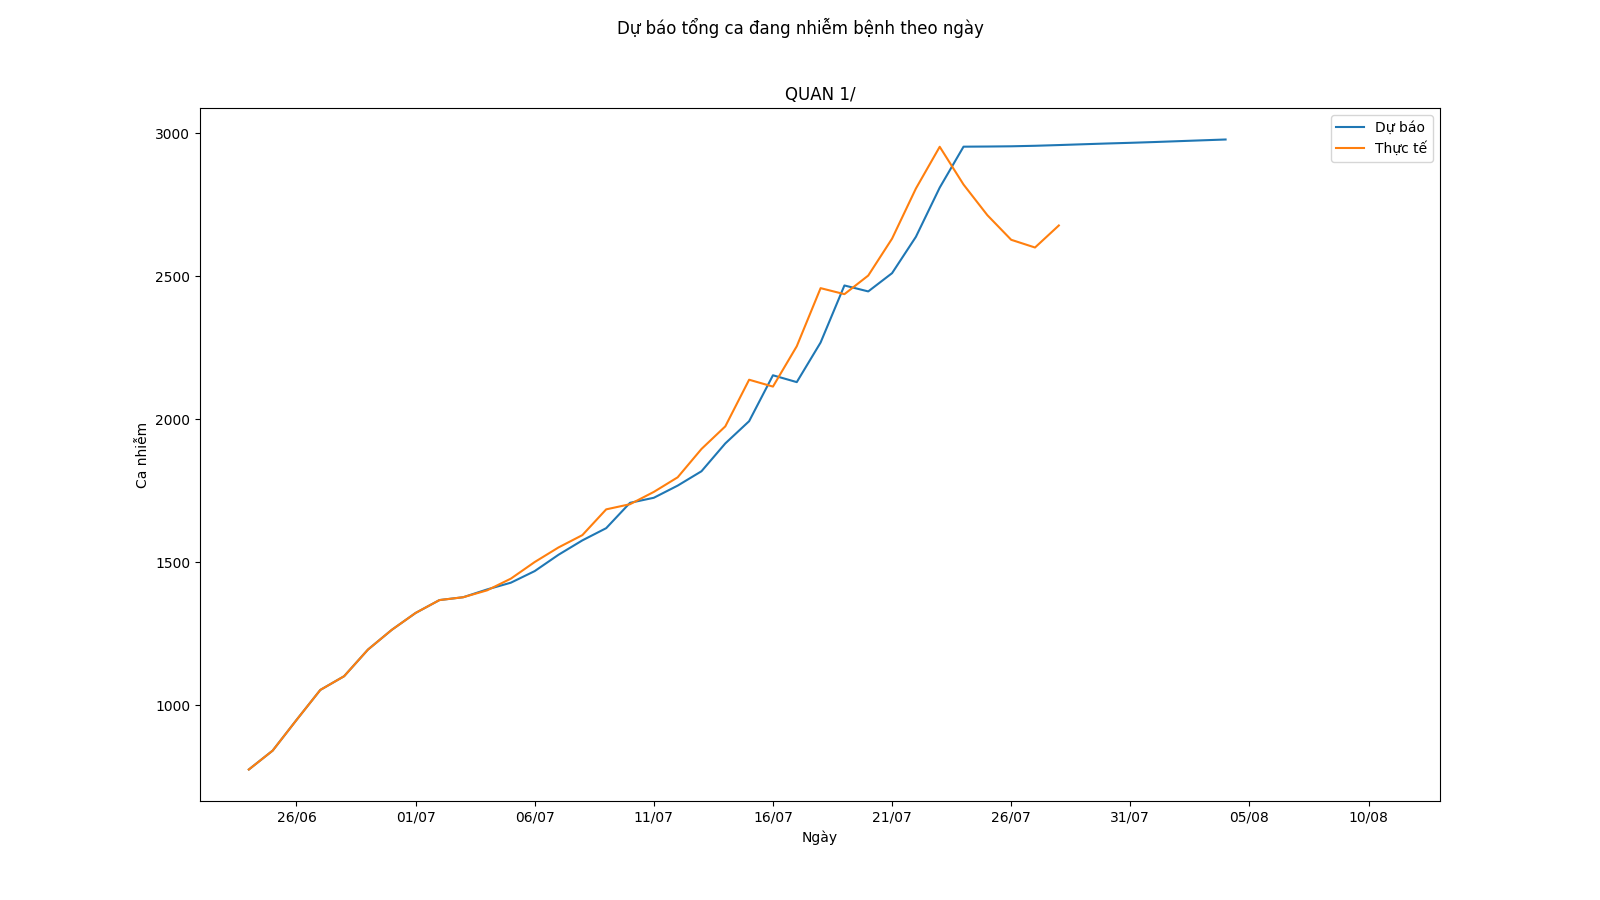 Dự báo tổng ca đang nhiễm bệnh theo ngày
QUAN 1/
Dự báo
Thực tế
3000
2500
2000
1500
1000
Ca nhiễm
26/06 01/07 06/07 11/07 16/07 21/07 26/07 31/07 05/08 10/08
Ngày